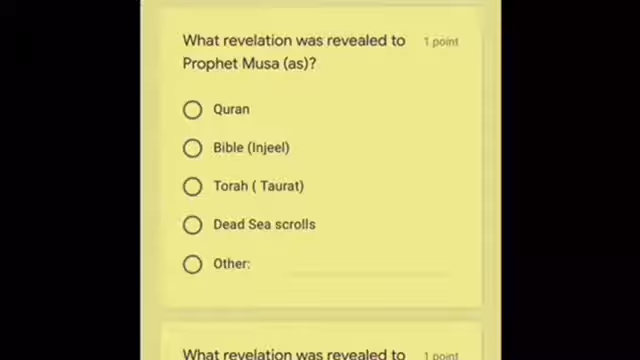 What revelation was revealed to 1 point
Prophet Musa (as)?
Quran
Bible (Injeel)
Torah ( Taurat)
Dead Sea scrolls
Other:
What revelation was revealed to 1 point